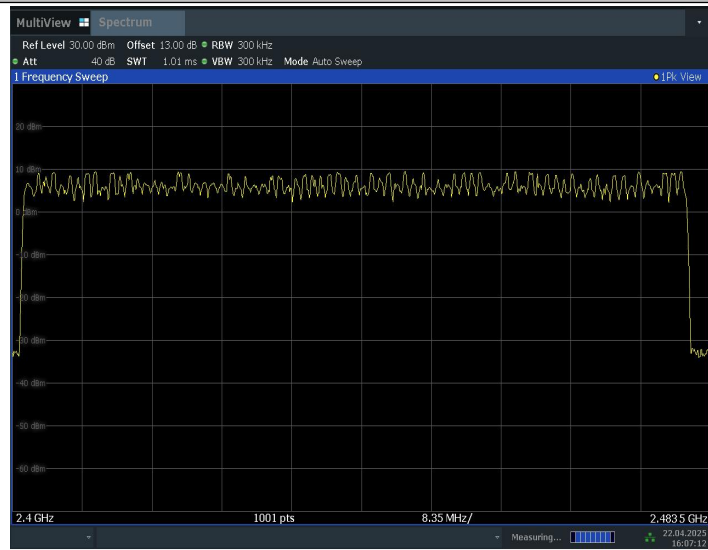 MultiView Spectrum
Ref Level 30.00 dBm Offset 13.00 dB RBW 300 kHz
Att 40 dB SWT 1.01 ms VBW 300 kHz Mode Auto Sweep
1 Frequency Sweep 1Pk View
20 dBm
10 dBm
0 dBm
-10 dBm
-20 dBm
-30 dBm
-40 dBm
-50 dBm
-60 dBm
2.4 GHz 1001 pts 8.35 MHz/ 2.4835 GHz
Measuring... 22.04.2025
16:07:12